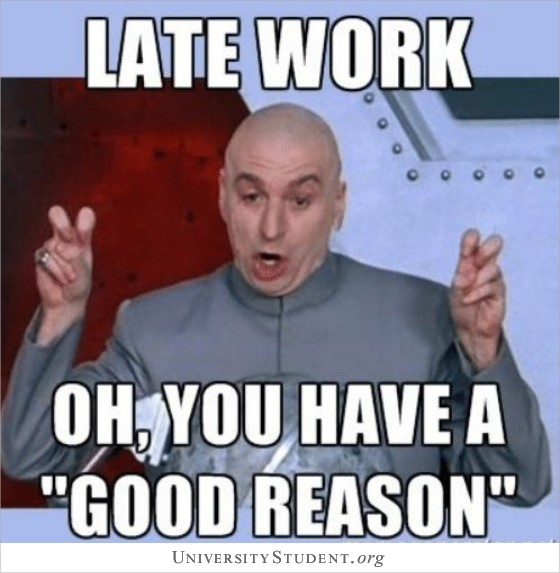 LATE WORK
OH, YOU HAVE A
"GOOD REASON"
UNIVERSITYSTUDENT.org